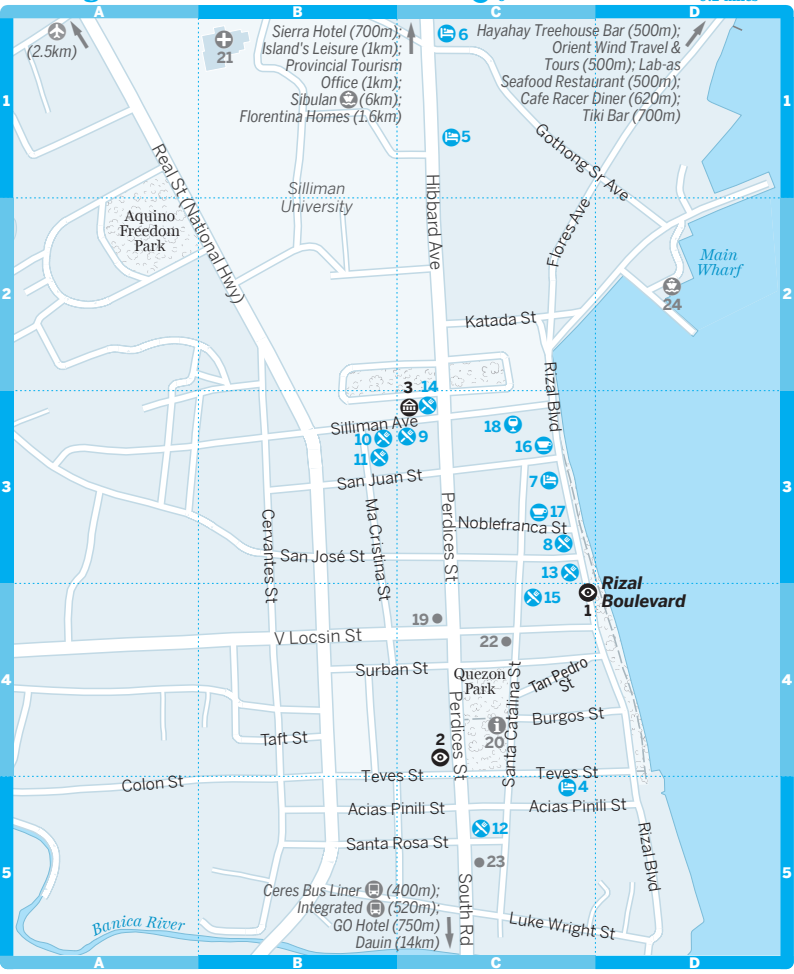 A B C D
(2.5km)
21
Sierra Hotel (700m);
Island's Leisure (1km);
Provincial Tourism
Office (1km);
Sibulan (6km);
Florentina Homes (1.6km)
6
Hayahay Treehouse Bar (500m);
Orient Wind Travel &
Tours (500m); Lab-as
Seafood Restaurant (500m);
Cafe Racer Diner (620m);
Tiki Bar (700m)
1 1
5
Gothong Sr Ave
Real St (National Hwy)
Silliman
University
Hibbard Ave
Aquino
Freedom
Park
Flores Ave
Main
Wharf
2 2
24
Katada St
Rizal Blvd
3 14
Silliman Ave
10 9
11
18
16
San Juan St
7
3 3
17
Perdices St
Noblefranca St
8
Cervantes St
Ma Cristina St
San José St
13
15
Rizal
Boulevard
1
19
V Locsin St
22
Surban St
Quezon
Park
Tan Pedro
St
4 4
Santa Catalina St
Perdices St
Burgos St
20
Taft St
2
Teves St
Teves St
Colon St
4
Acias Pinili St
Acias Pinili St
12
Santa Rosa St
23
Rizal Blvd
5 5
Ceres Bus Liner (400m);
Integrated (520m);
GO Hotel (750m)
Dauin (14km)
South Rd
Banica River
Luke Wright St
A B C D